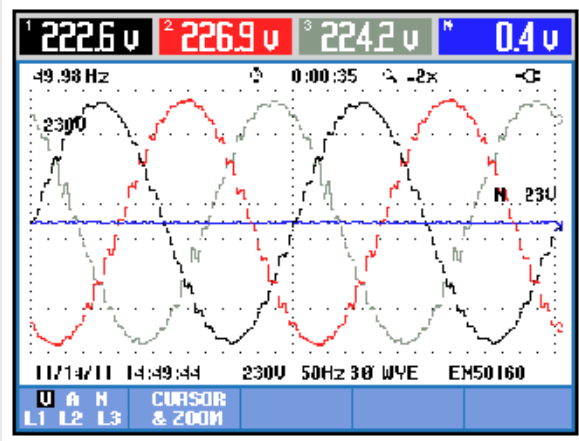 1 222.6 V 2 226.9 V 3 224.2 V N 0.4 V
49.98 Hz 0:00:35 -2x
230V
N 23V
11/14/11 14:49:44 230V 50Hz 3Ø WYE EN50160
V A N CURSOR
L1 L2 L3 & ZOOM